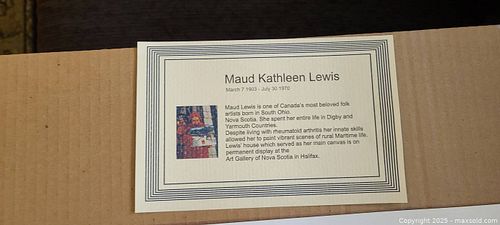 Maud Kathleen Lewis
March 7 1903 - July 30 1970
Maud Lewis is one of Canada's most beloved folk
artists born in South Ohio.
Nova Scotia. She spent her entire life in Digby and
Yarmouth Countries.
Despite living with rheumatoid arthritis her innate skills
allowed her to paint vibrant scenes of rural Maritime life.
Lewis' house which served as her main canvas is on
permanent display at the
Art Gallery of Nova Scotia in Halifax.
Copyright © 2025 - maxsold.com